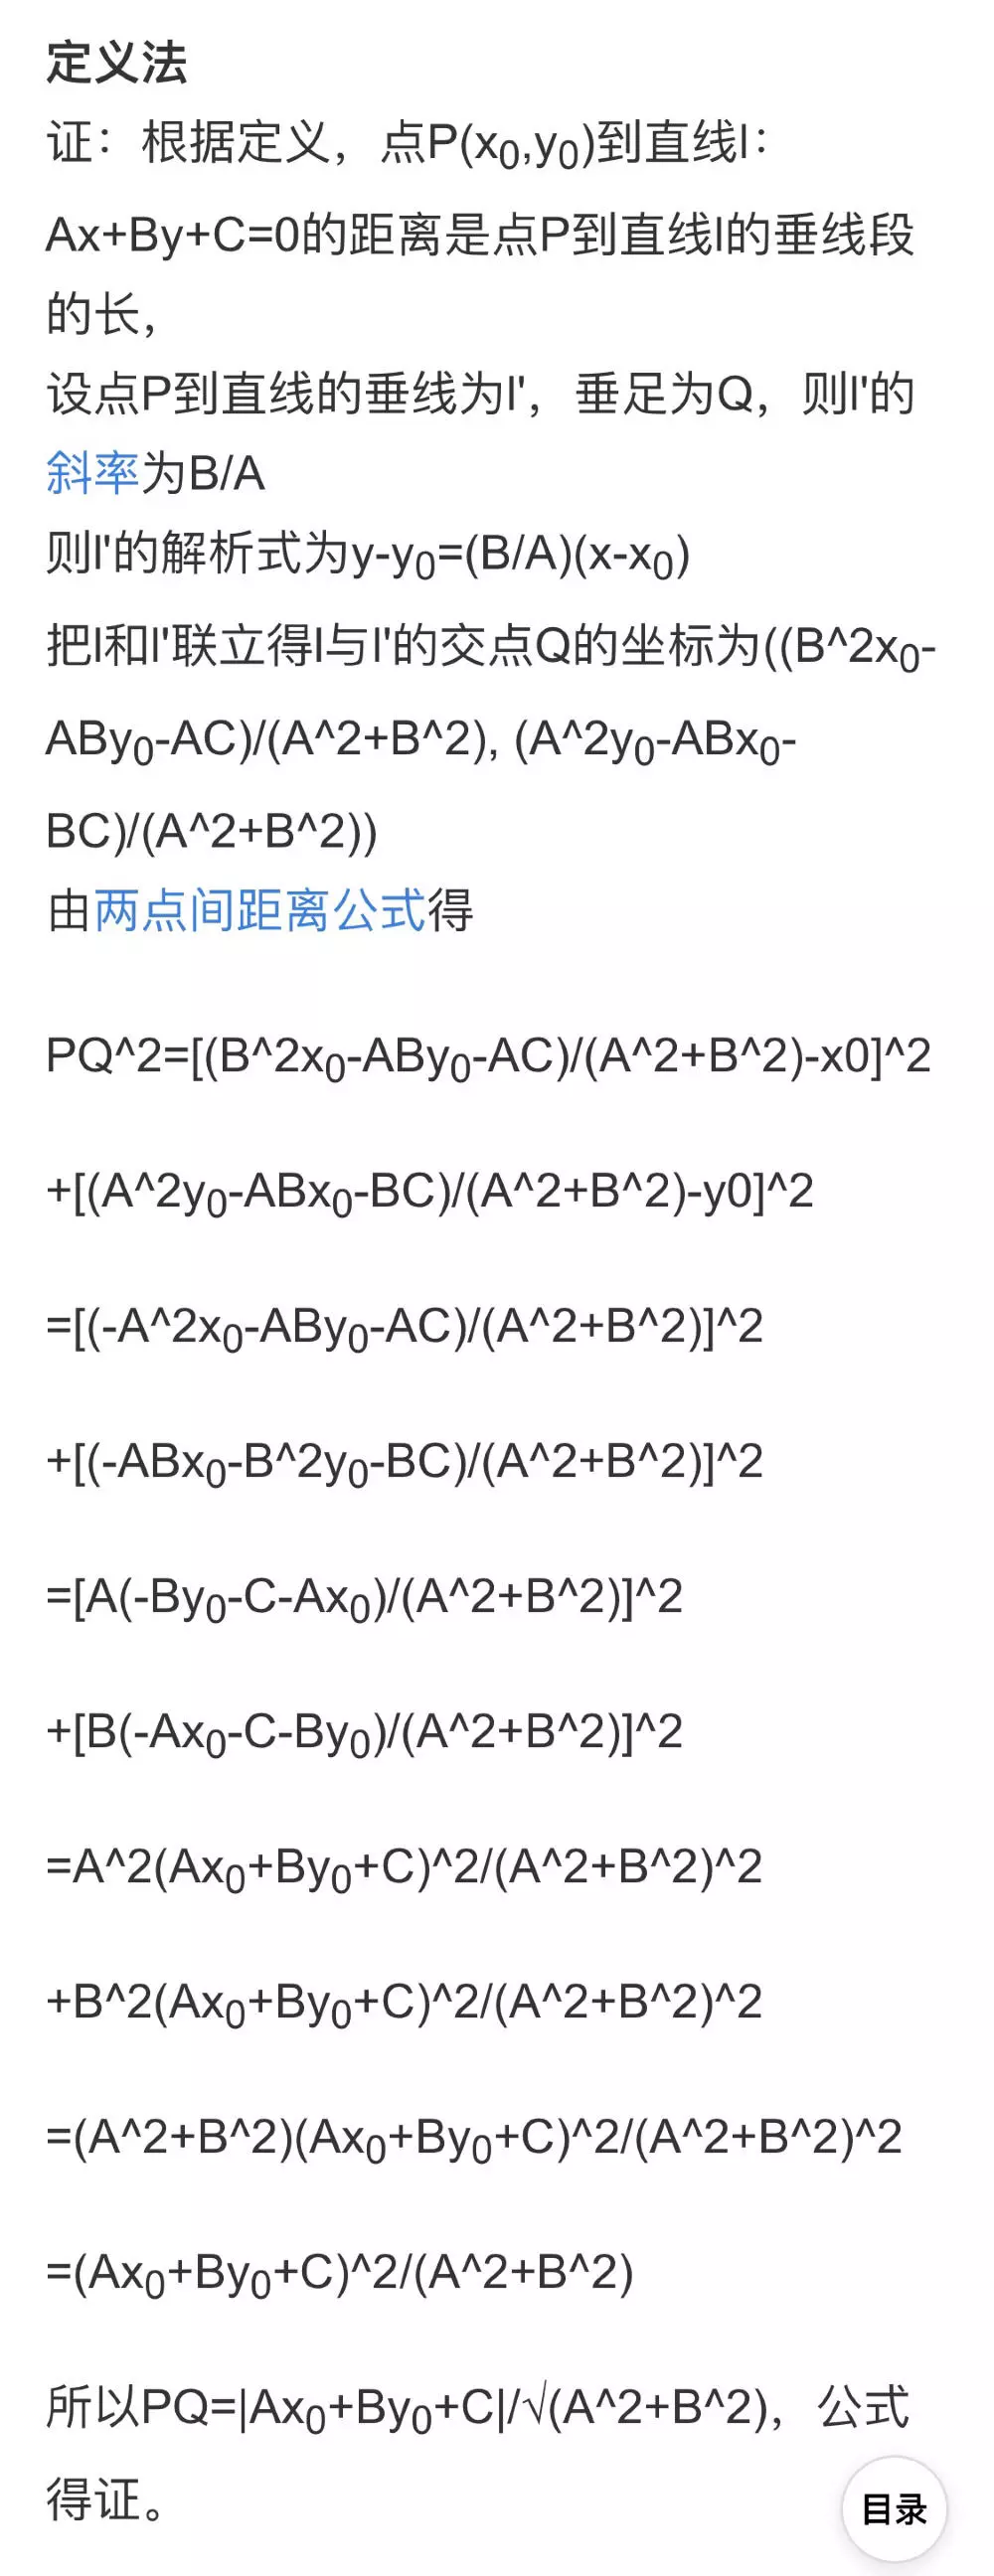 定义法
证：根据定义，点P(x₀,y₀)到直线l：
Ax+By+C=0的距离是点P到直线l的垂线段
的长，
设点P到直线的垂线为l'，垂足为Q，则l'的
斜率为B/A
则l'的解析式为y-y₀=(B/A)(x-x₀)
把l和l'联立得l与l'的交点Q的坐标为((B^2x₀-
ABy₀-AC)/(A^2+B^2), (A^2y₀-ABx₀-
BC)/(A^2+B^2))
由两点间距离公式得
PQ^2=[(B^2x₀-ABy₀-AC)/(A^2+B^2)-x0]^2
+[(A^2y₀-ABx₀-BC)/(A^2+B^2)-y0]^2
=[(-A^2x₀-ABy₀-AC)/(A^2+B^2)]^2
+[(-ABx₀-B^2y₀-BC)/(A^2+B^2)]^2
=[A(-By₀-C-Ax₀)/(A^2+B^2)]^2
+[B(-Ax₀-C-By₀)/(A^2+B^2)]^2
=A^2(Ax₀+By₀+C)^2/(A^2+B^2)^2
+B^2(Ax₀+By₀+C)^2/(A^2+B^2)^2
=(A^2+B^2)(Ax₀+By₀+C)^2/(A^2+B^2)^2
=(Ax₀+By₀+C)^2/(A^2+B^2)
所以PQ=|Ax₀+By₀+C|/√(A^2+B^2)，公式
得证。
目录